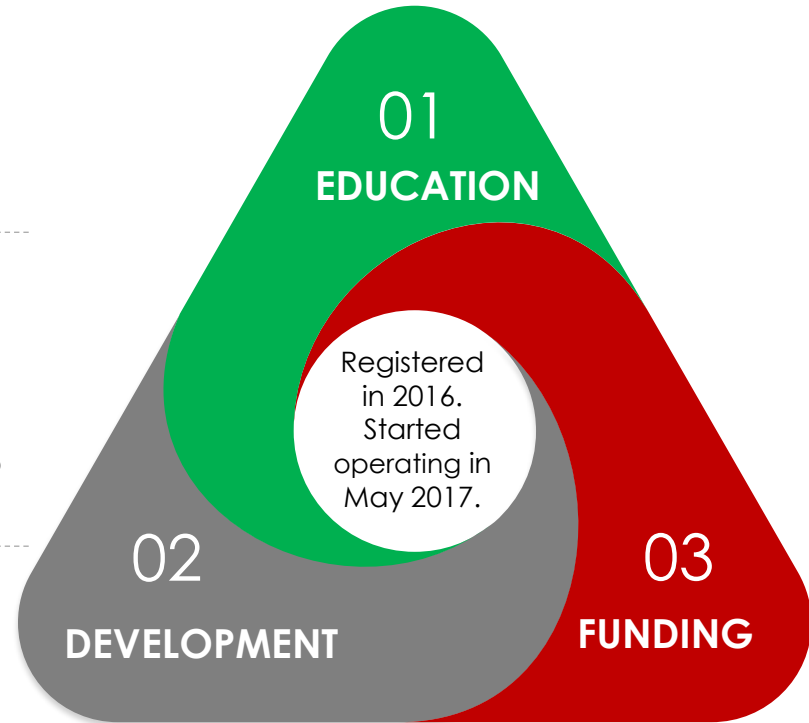 01
EDUCATION
Registered
in 2016.
Started
operating in
May 2017.
02
DEVELOPMENT
03
FUNDING